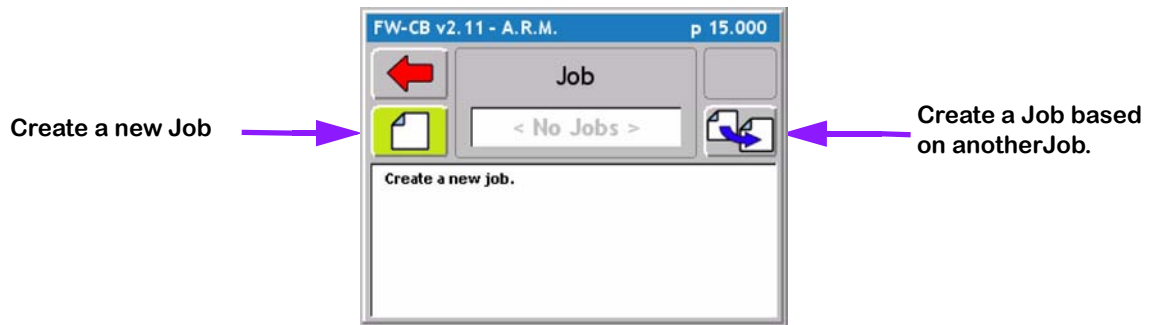 FW-CB v2.11 - A.R.M. p 15.000
Job
Create a new Job
< No Jobs >
Create a Job based
on anotherJob.
Create a new job.